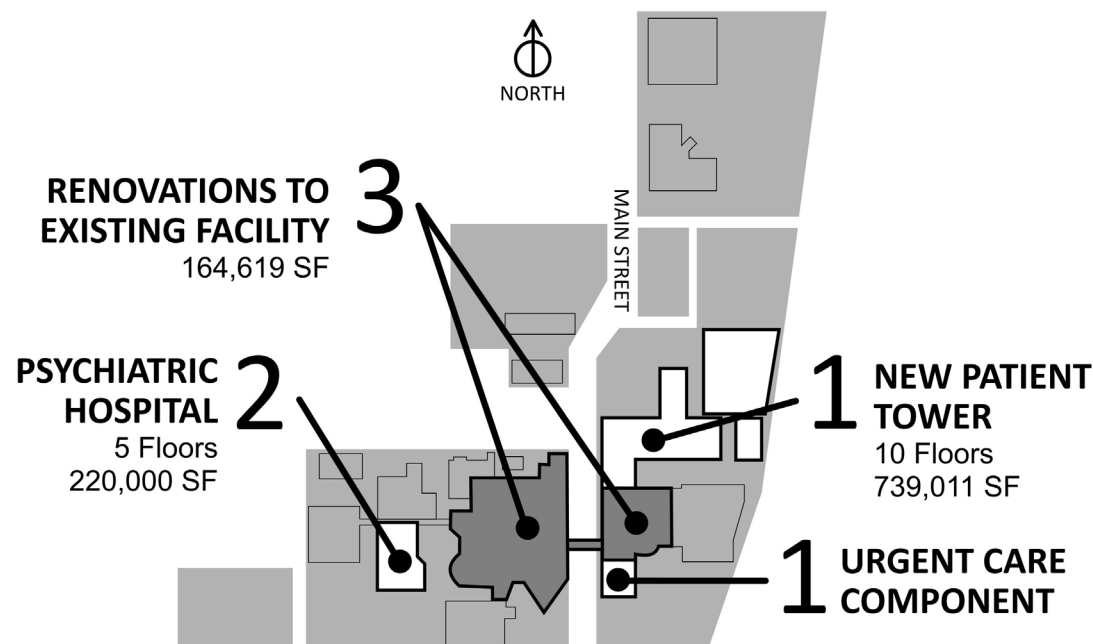 NORTH
MAIN STREET
3
RENOVATIONS TO
EXISTING FACILITY
164,619 SF
2
PSYCHIATRIC
HOSPITAL
5 Floors
220,000 SF
1
NEW PATIENT
TOWER
10 Floors
739,011 SF
1
URGENT CARE
COMPONENT